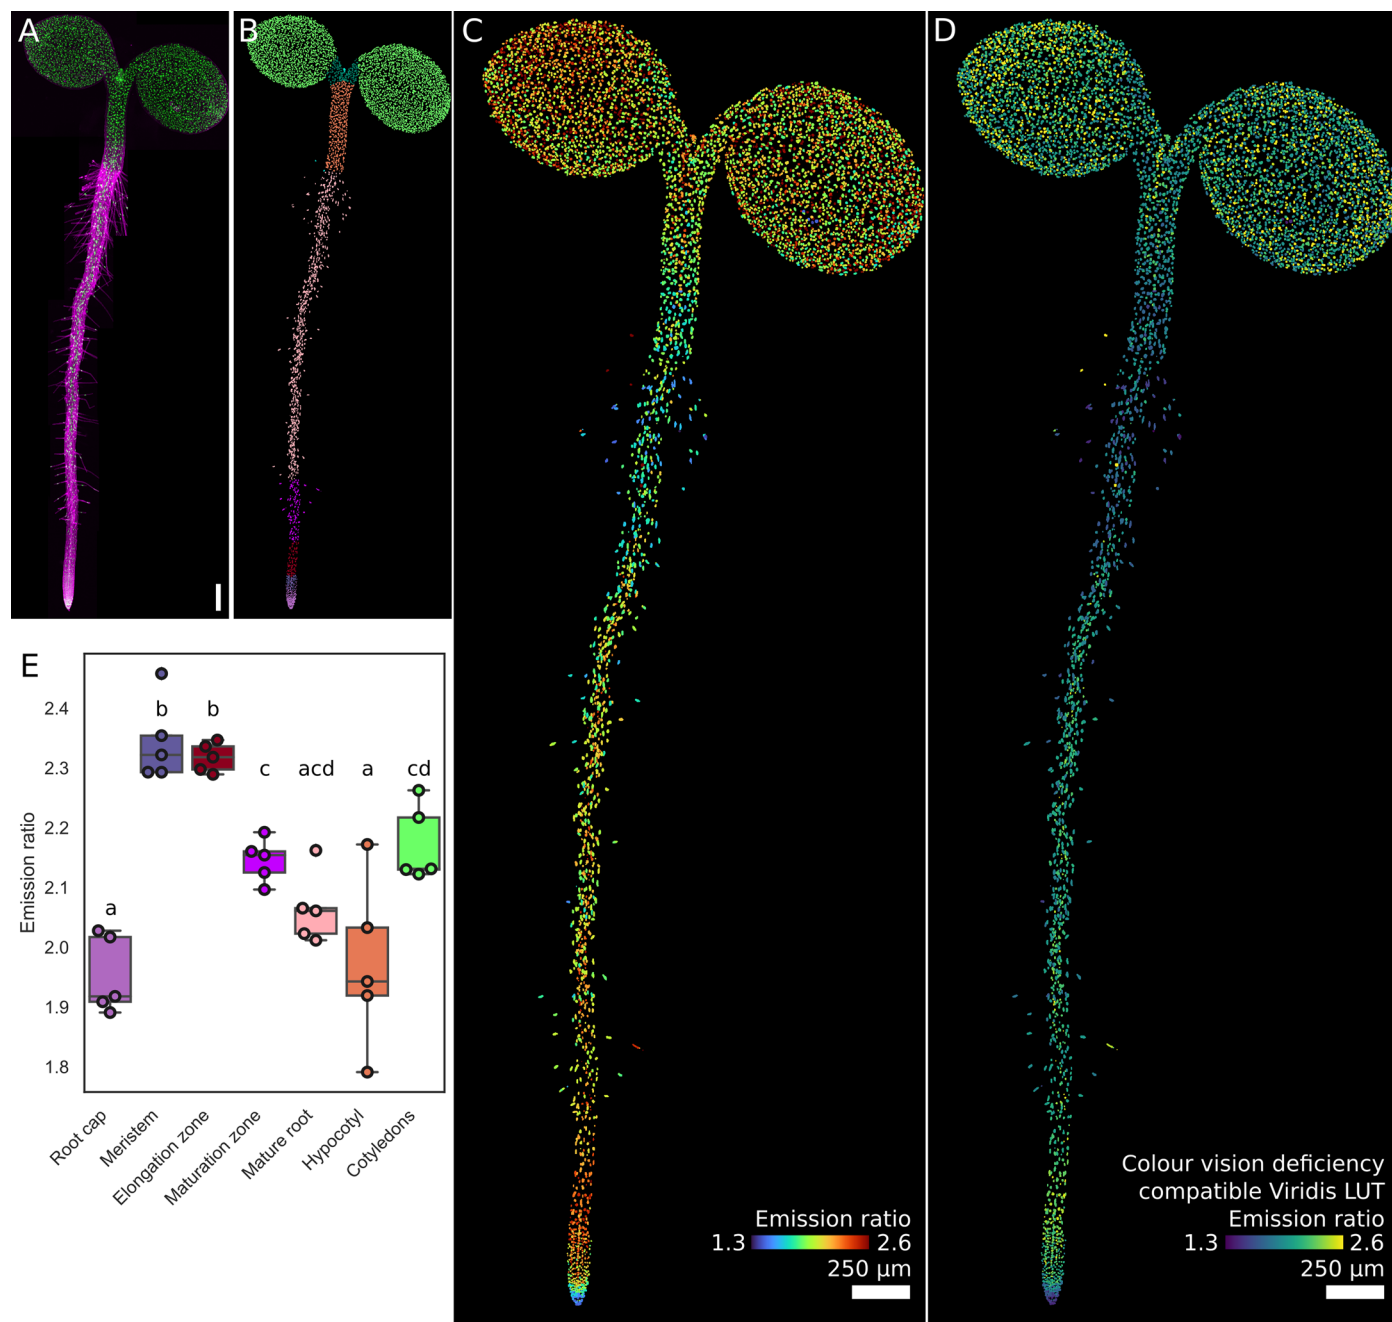 A
B
C
D
Colour vision deficiency
compatible Viridis LUT
Emission ratio
1.3 2.6
250 µm
Emission ratio
1.3 2.6
250 µm
E
Emission ratio
2.4
2.3
2.2
2.1
2.0
1.9
1.8
a
b
b
c
acd
a
cd
Root cap
Meristem
Elongation zone
Maturation zone
Mature root
Hypocotyl
Cotyledons